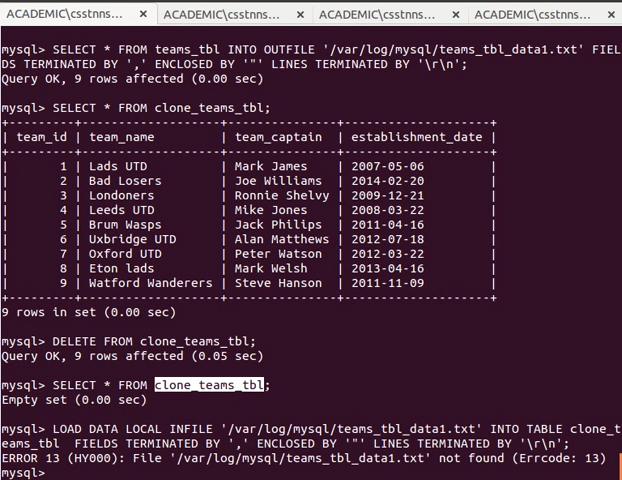 ACADEMIC\csstnns... × ACADEMIC\csstnns... × ACADEMIC\csstnns... × ACADEMIC\csstnns... ×
mysql> SELECT * FROM teams_tbl INTO OUTFILE '/var/log/mysql/teams_tbl_data1.txt' FIEL
DS TERMINATED BY ',' ENCLOSED BY '"' LINES TERMINATED BY '\r\n';
Query OK, 9 rows affected (0.00 sec)
mysql> SELECT * FROM clone_teams_tbl;
+---------+-------------------+---------------+--------------------+
| team_id | team_name         | team_captain  | establishment_date |
+---------+-------------------+---------------+--------------------+
|       1 | Lads UTD          | Mark James    | 2007-05-06         |
|       2 | Bad Losers        | Joe Williams  | 2014-02-20         |
|       3 | Londoners         | Ronnie Shelvy | 2009-12-21         |
|       4 | Leeds UTD         | Mike Jones    | 2008-03-22         |
|       5 | Brum Wasps        | Jack Philips  | 2011-04-16         |
|       6 | Uxbridge UTD      | Alan Matthews | 2012-07-18         |
|       7 | Oxford UTD        | Peter Watson  | 2012-03-22         |
|       8 | Eton lads         | Mark Welsh    | 2013-04-16         |
|       9 | Watford Wanderers | Steve Hanson  | 2011-11-09         |
+---------+-------------------+---------------+--------------------+
9 rows in set (0.00 sec)
mysql> DELETE FROM clone_teams_tbl;
Query OK, 9 rows affected (0.05 sec)
mysql> SELECT * FROM clone_teams_tbl;
Empty set (0.00 sec)
mysql> LOAD DATA LOCAL INFILE '/var/log/mysql/teams_tbl_data1.txt' INTO TABLE clone_t
eams_tbl  FIELDS TERMINATED BY ',' ENCLOSED BY '"' LINES TERMINATED BY '\r\n';
ERROR 13 (HY000): File '/var/log/mysql/teams_tbl_data1.txt' not found (Errcode: 13)
mysql>